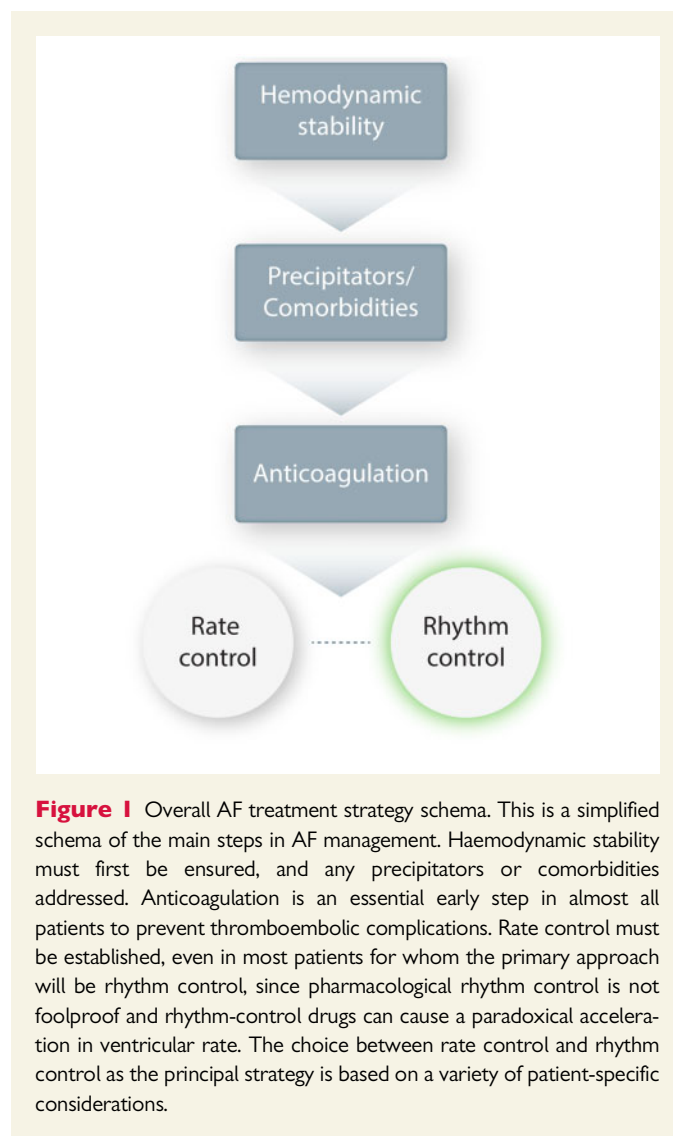 Hemodynamic
stability
Precipitators/
Comorbidities
Anticoagulation
Rate
control
Rhythm
control
Figure 1 Overall AF treatment strategy schema. This is a simplified
schema of the main steps in AF management. Haemodynamic stability
must first be ensured, and any precipitators or comorbidities
addressed. Anticoagulation is an essential early step in almost all
patients to prevent thromboembolic complications. Rate control must
be established, even in most patients for whom the primary approach
will be rhythm control, since pharmacological rhythm control is not
foolproof and rhythm-control drugs can cause a paradoxical accelera-
tion in ventricular rate. The choice between rate control and rhythm
control as the principal strategy is based on a variety of patient-specific
considerations.